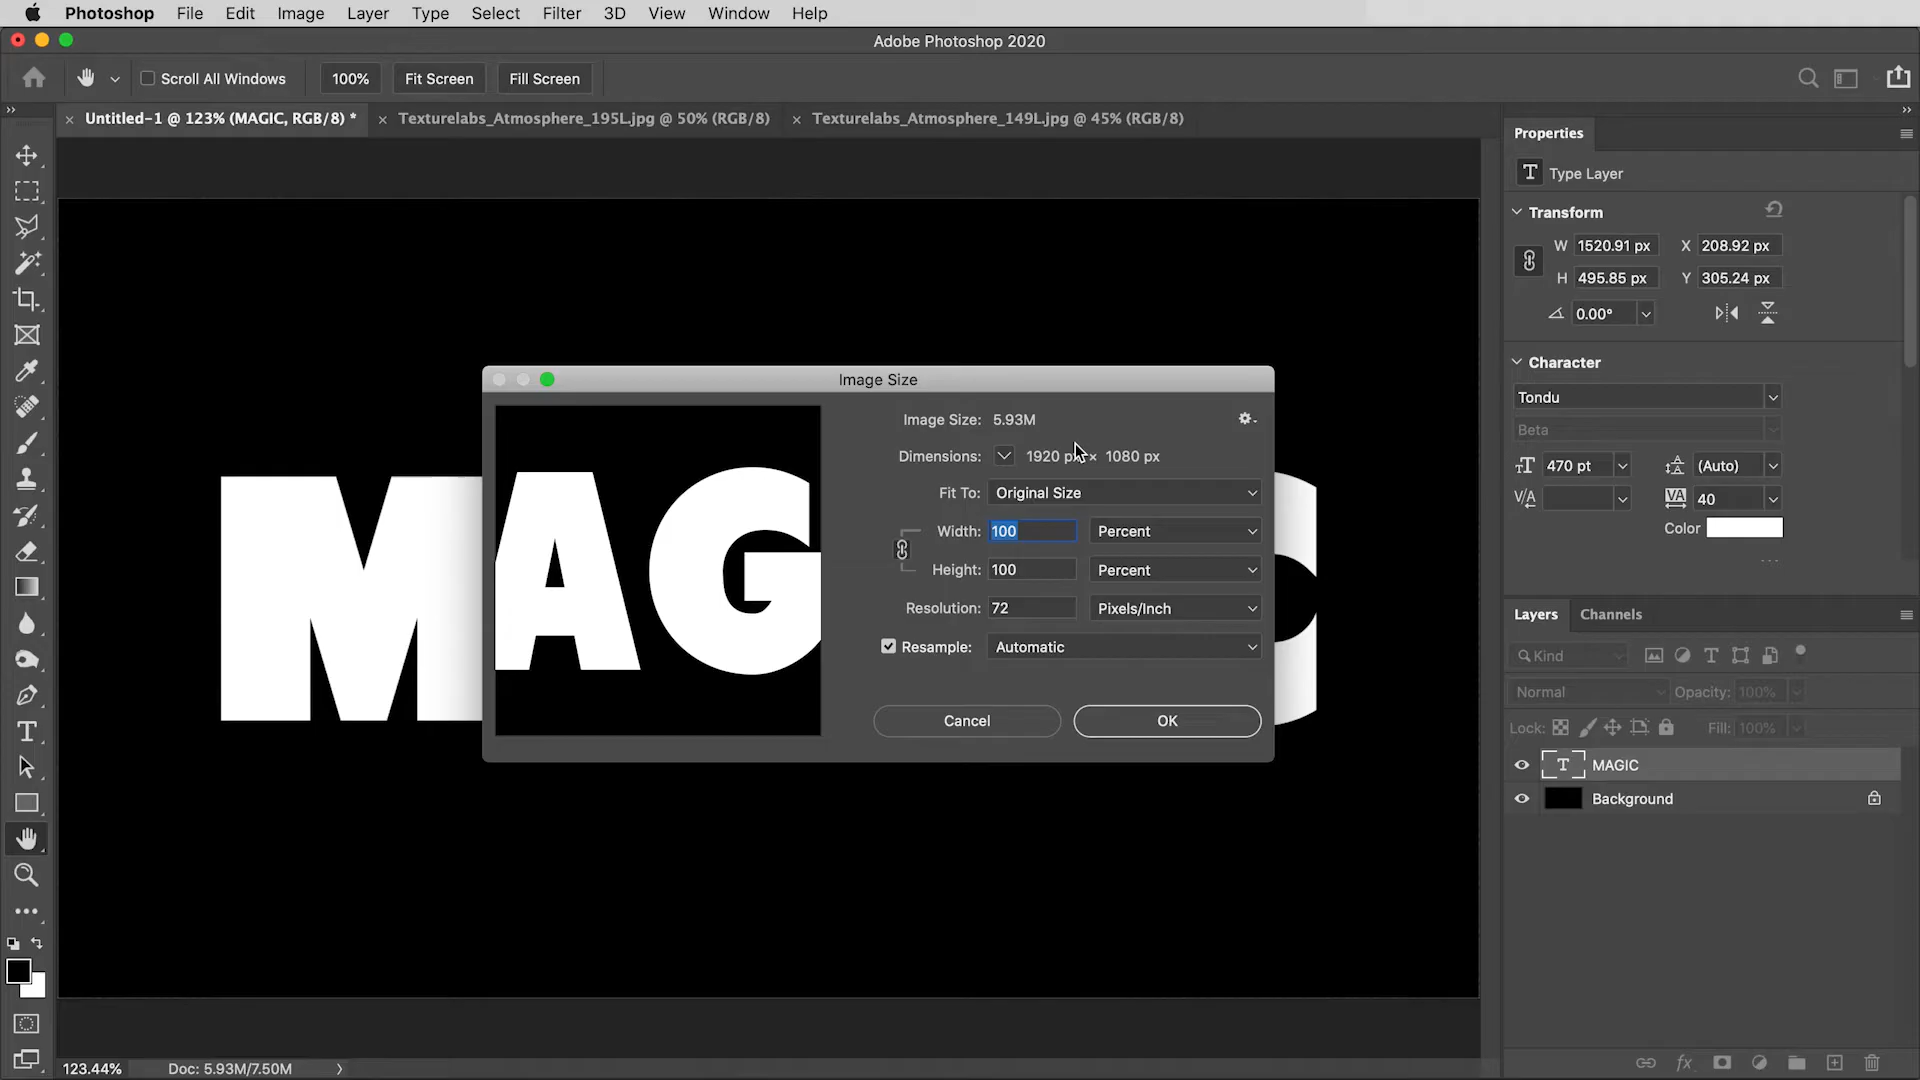 Photoshop File Edit Image Layer Type Select Filter 3D View Window Help
Adobe Photoshop 2020
Scroll All Windows 100% Fit Screen Fill Screen
× Untitled-1 @ 123% (MAGIC, RGB/8) * × Texturelabs_Atmosphere_195L.jpg @ 50% (RGB/8) × Texturelabs_Atmosphere_149L.jpg @ 45% (RGB/8)
Properties
T Type Layer
Transform
W 1520.91 px X 208.92 px
H 495.85 px Y 305.24 px
0.00°
Character
Tondu
Beta
470 pt (Auto)
40
Color
M C
Image Size
MAG
Image Size: 5.93M
Dimensions: 1920 px × 1080 px
Fit To: Original Size
Width: 100 Percent
Height: 100 Percent
Resolution: 72 Pixels/Inch
Resample: Automatic
Cancel OK
Layers Channels
Kind
Normal Opacity: 100%
Lock: Fill: 100%
T MAGIC
Background
fx
123.44% Doc: 5.93M/7.50M